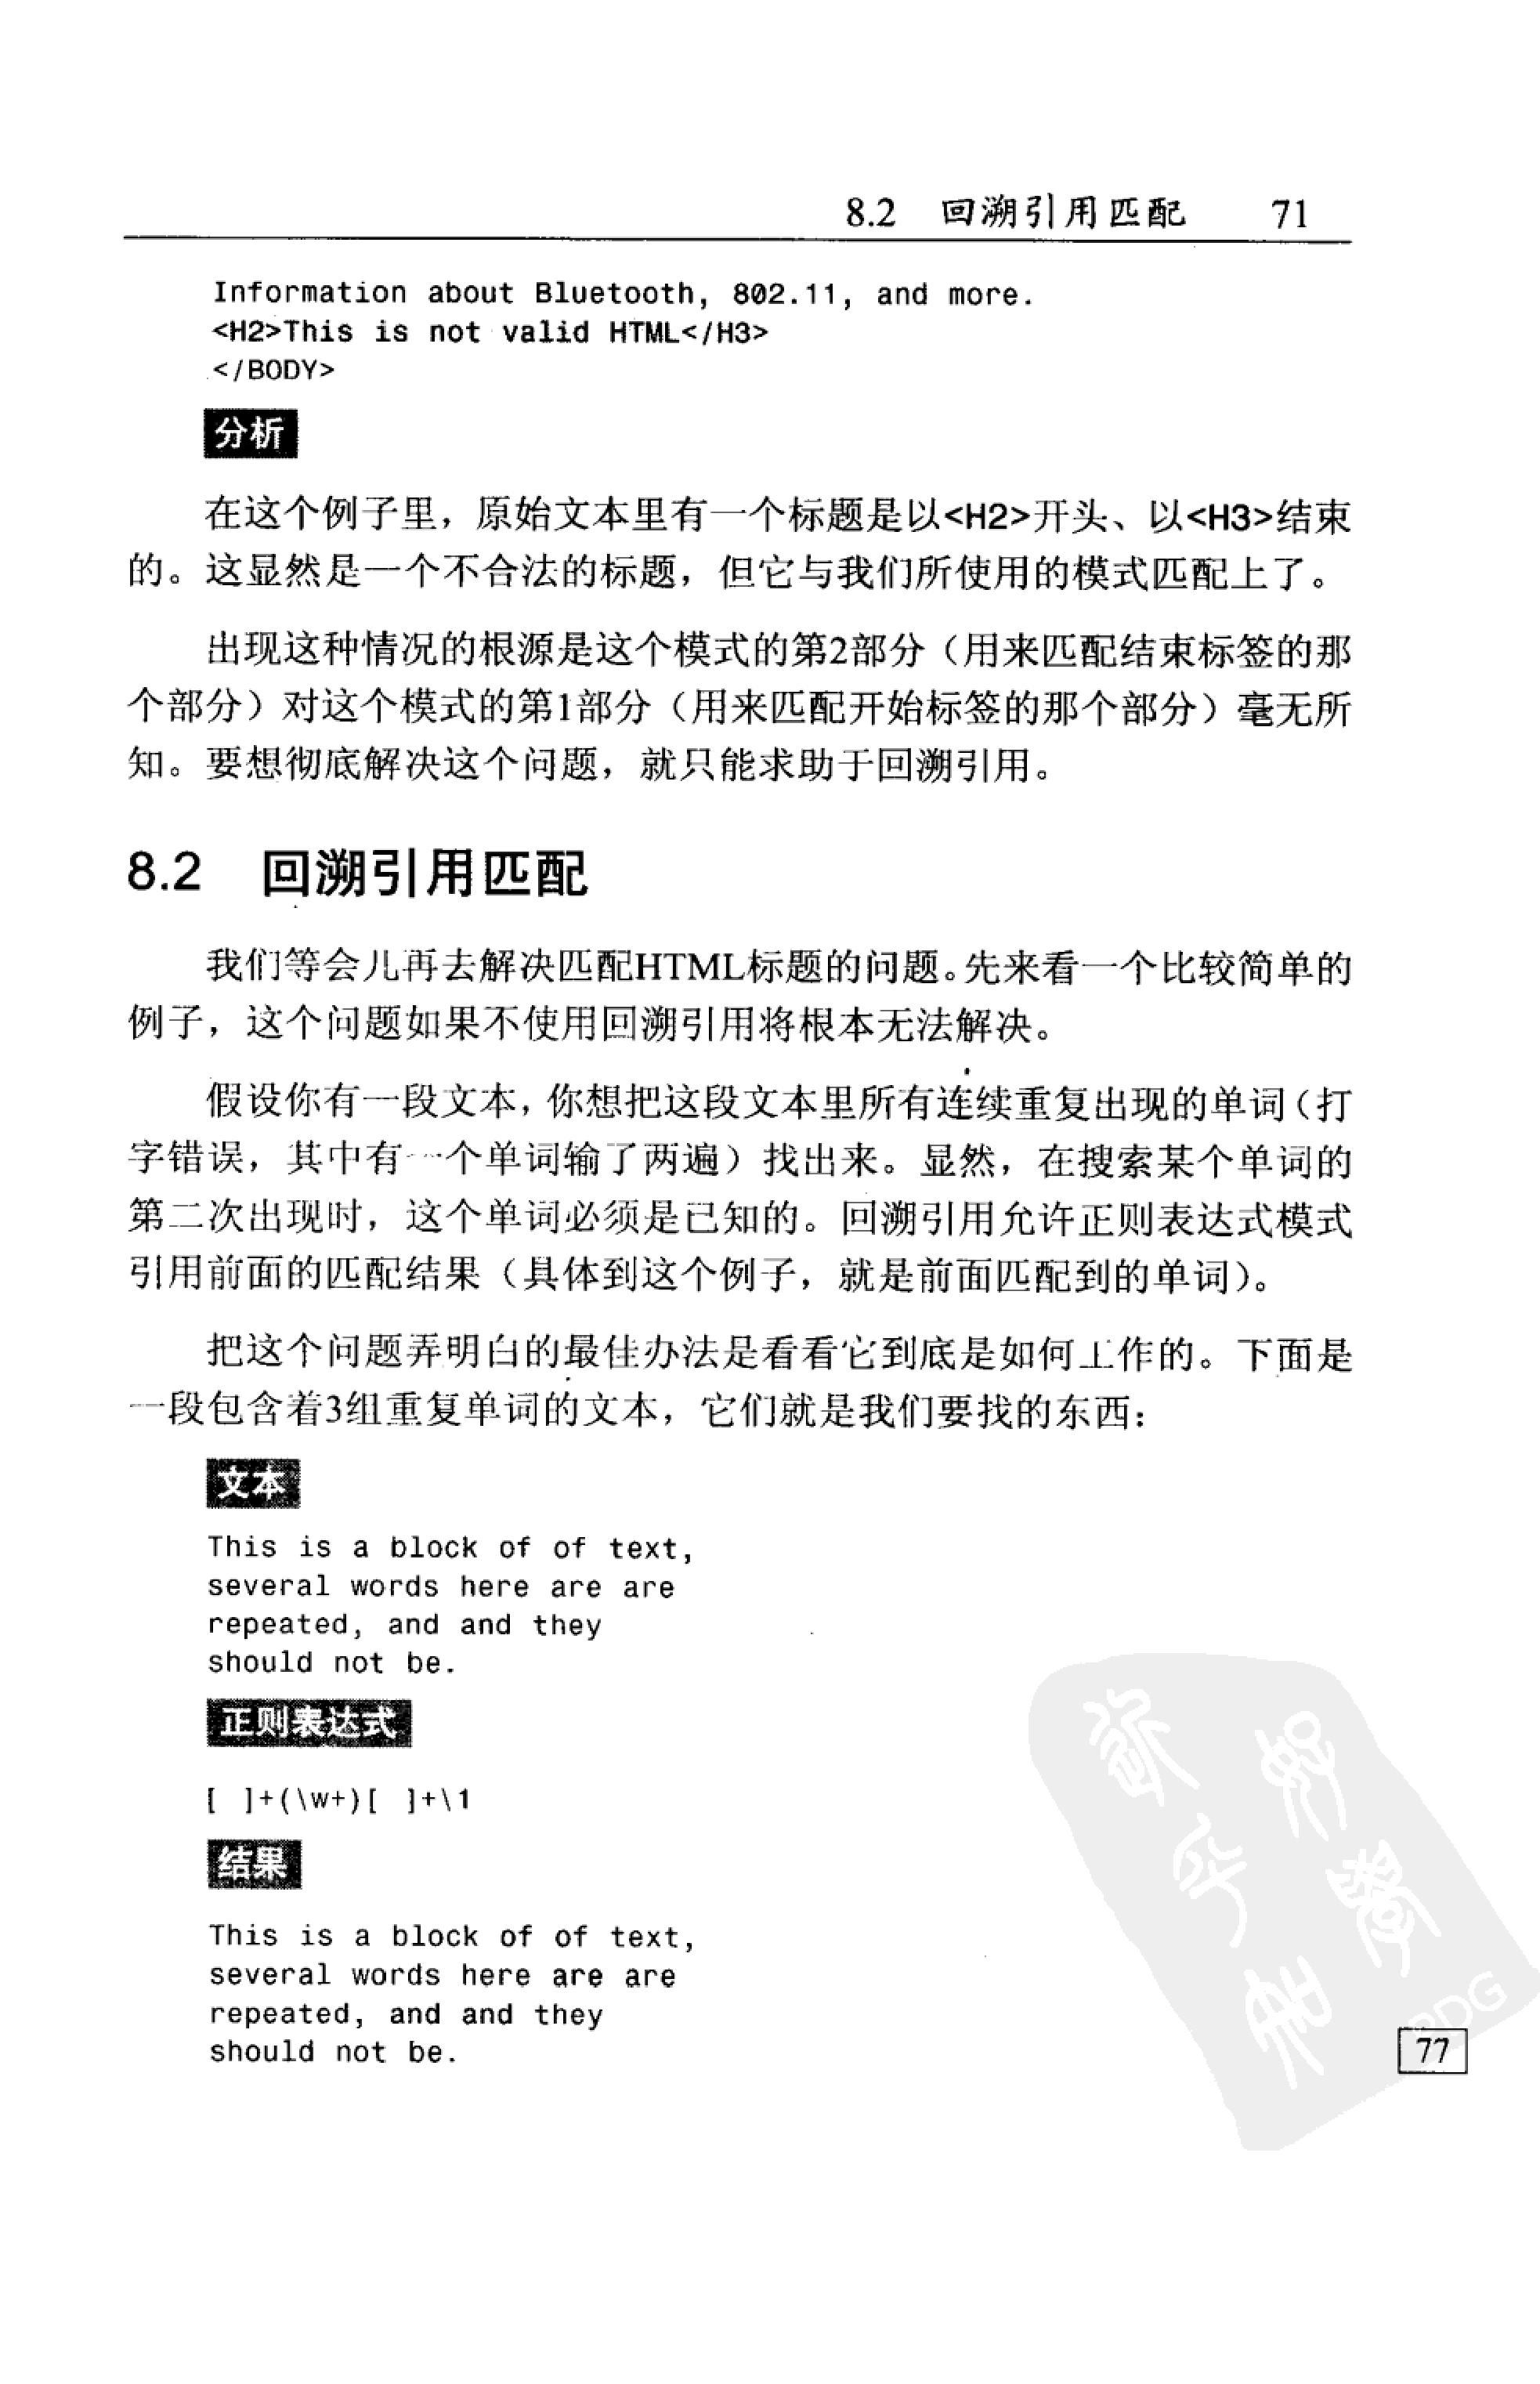 8.2 回溯引用匹配 71
Information about Bluetooth, 802.11, and more.
<H2>This is not valid HTML</H3>
</BODY>
分析
在这个例子里，原始文本里有一个标题是以<H2>开头、以<H3>结束
的。这显然是一个不合法的标题，但它与我们所使用的模式匹配上了。
出现这种情况的根源是这个模式的第2部分（用来匹配结束标签的那
个部分）对这个模式的第1部分（用来匹配开始标签的那个部分）毫无所
知。要想彻底解决这个问题，就只能求助于回溯引用。
8.2 回溯引用匹配
我们等会儿再去解决匹配HTML标题的问题。先来看一个比较简单的
例子，这个问题如果不使用回溯引用将根本无法解决。
假设你有一段文本，你想把这段文本里所有连续重复出现的单词（打
字错误，其中有一个单词输了两遍）找出来。显然，在搜索某个单词的
第二次出现时，这个单词必须是已知的。回溯引用允许正则表达式模式
引用前面的匹配结果（具体到这个例子，就是前面匹配到的单词）。
把这个问题弄明白的最佳办法是看看它到底是如何工作的。下面是
一段包含着3组重复单词的文本，它们就是我们要找的东西：
文本
This is a block of of text,
several words here are are
repeated, and and they
should not be.
正则表达式
[ ]+(\w+)[ ]+\1
结果
This is a block of of text,
several words here are are
repeated, and and they
should not be.
PDG
77